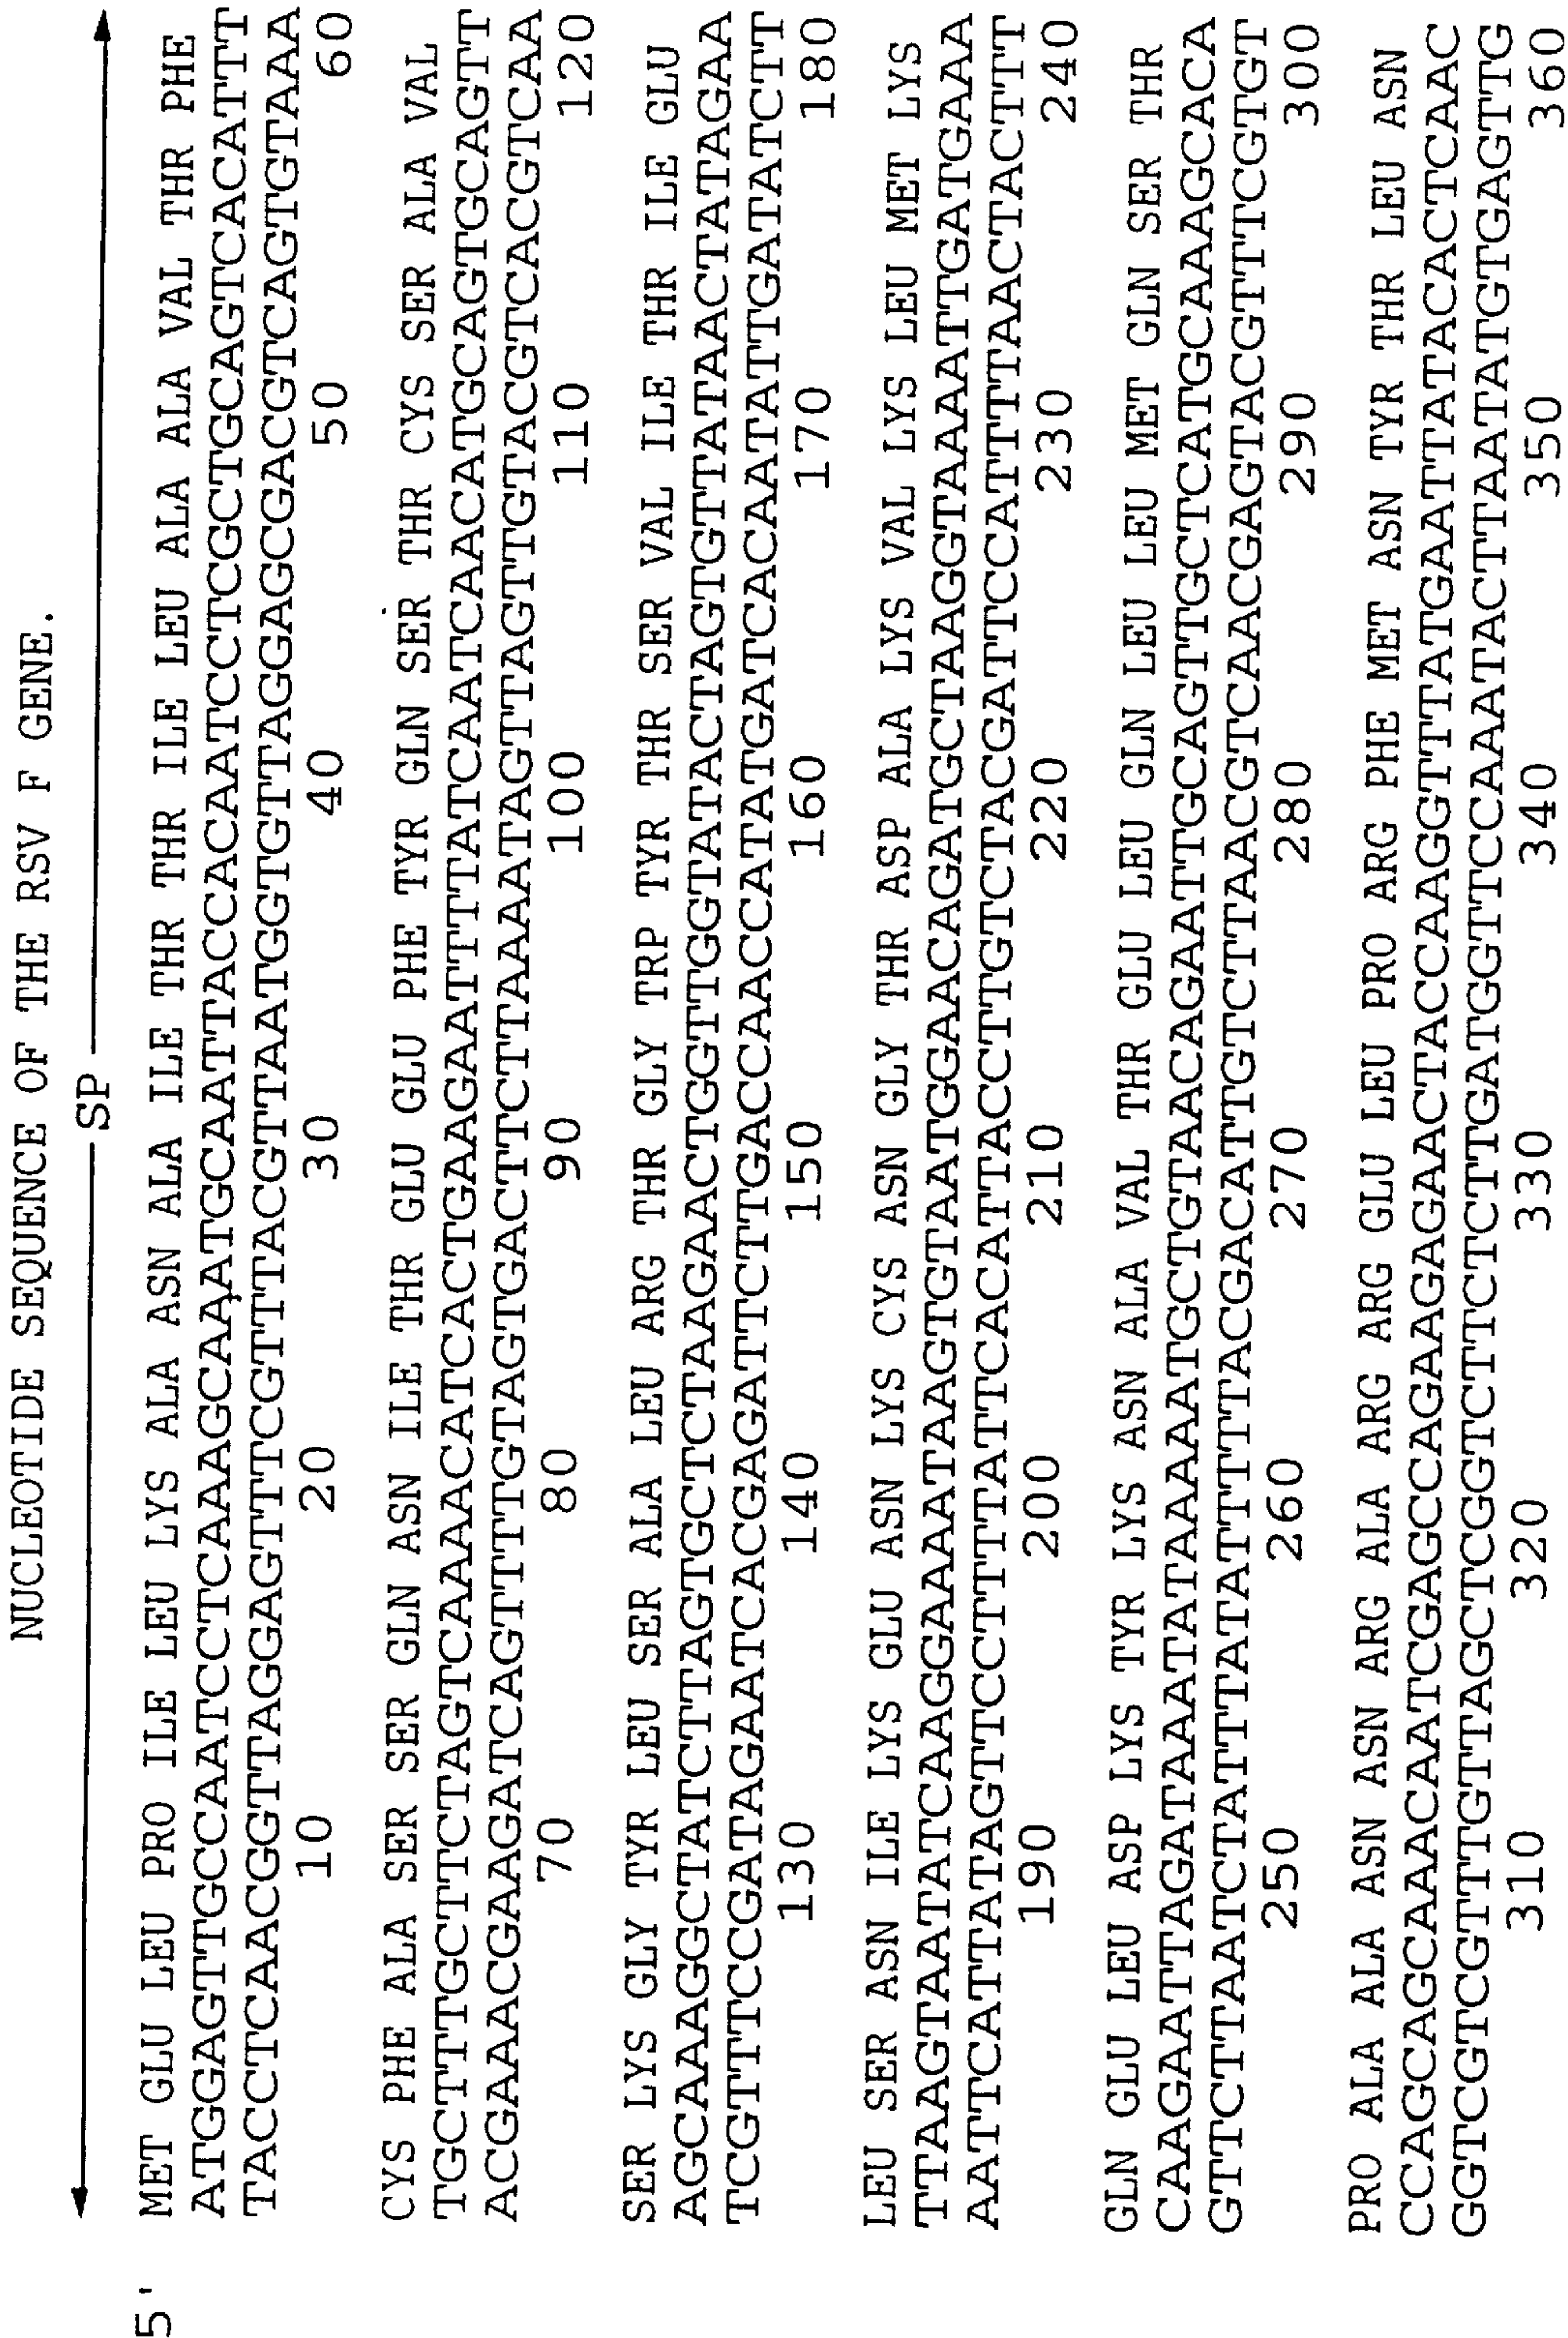 NUCLEOTIDE SEQUENCE OF THE RSV F GENE.
SP
5' MET GLU LEU PRO ILE LEU LYS ALA ASN ALA ILE THR THR ILE LEU ALA ALA VAL THR PHE
ATGGAGTTGCCAATCCTCAAAGCAAATGCAATTACCACAATCCTCGCTGCAGTCACATTT
TACCTCAACGGTTAGGAGTTTCGTTTACGTTAATGGTGTTAGGAGCGACGTCAGTGTAAA
10 20 30 40 50 60
CYS PHE ALA SER SER GLN ASN ILE THR GLU GLU PHE TYR GLN SER THR CYS SER ALA VAL
TGCTTTGCTTCTAGTCAAAACATCACTGAAGAATTTTATCAATCAACATGCAGTGCAGTT
ACGAAACGAAGATCAGTTTTGTAGTGACTTCTTAAAATAGTTAGTTGTACGTCACGTCAA
70 80 90 100 110 120
SER LYS GLY TYR LEU SER ALA LEU ARG THR GLY TRP TYR THR SER VAL ILE THR ILE GLU
AGCAAAGGCTATCTTAGTGCTCTAAGAACTGGTTGGTATACTAGTGTTATAACTATAGAA
TCGTTTCCGATAGAATCACGAGATTCTTGACCAACCATATGATCACAATATTGATATCTT
130 140 150 160 170 180
LEU SER ASN ILE LYS GLU ASN LYS CYS ASN GLY THR ASP ALA LYS VAL LYS LEU MET LYS
TTAAGTAATATCAAGGAAAATAAGTGTAATGGAACAGATGCTAAGGTAAAATTGATGAAA
AATTCATTATAGTTCCTTTTATTCACATTACCTTGTCTACGATTCCATTTTAACTACTTT
190 200 210 220 230 240
GLN GLU LEU ASP LYS TYR LYS ASN ALA VAL THR GLU LEU GLN LEU LEU MET GLN SER THR
CAAGAATTAGATAAATATAAAAATGCTGTAACAGAATTGCAGTTGCTCATGCAAAGCACA
GTTCTTAATCTATTTATATTTTTACGACATTGTCTTAACGTCAACGAGTACGTTTCGTGT
250 260 270 280 290 300
PRO ALA ALA ASN ASN ARG ALA ARG ARG GLU LEU PRO ARG PHE MET ASN TYR THR LEU ASN
CCAGCAGCAAACAATCGAGCCAGAAGAGAACTACCAAGGTTTATGAATTATACACTCAAC
GGTCGTCGTTTGTTAGCTCGGTCTTCTCTTGATGGTTCCAAATACTTAATATGTGAGTTG
310 320 330 340 350 360